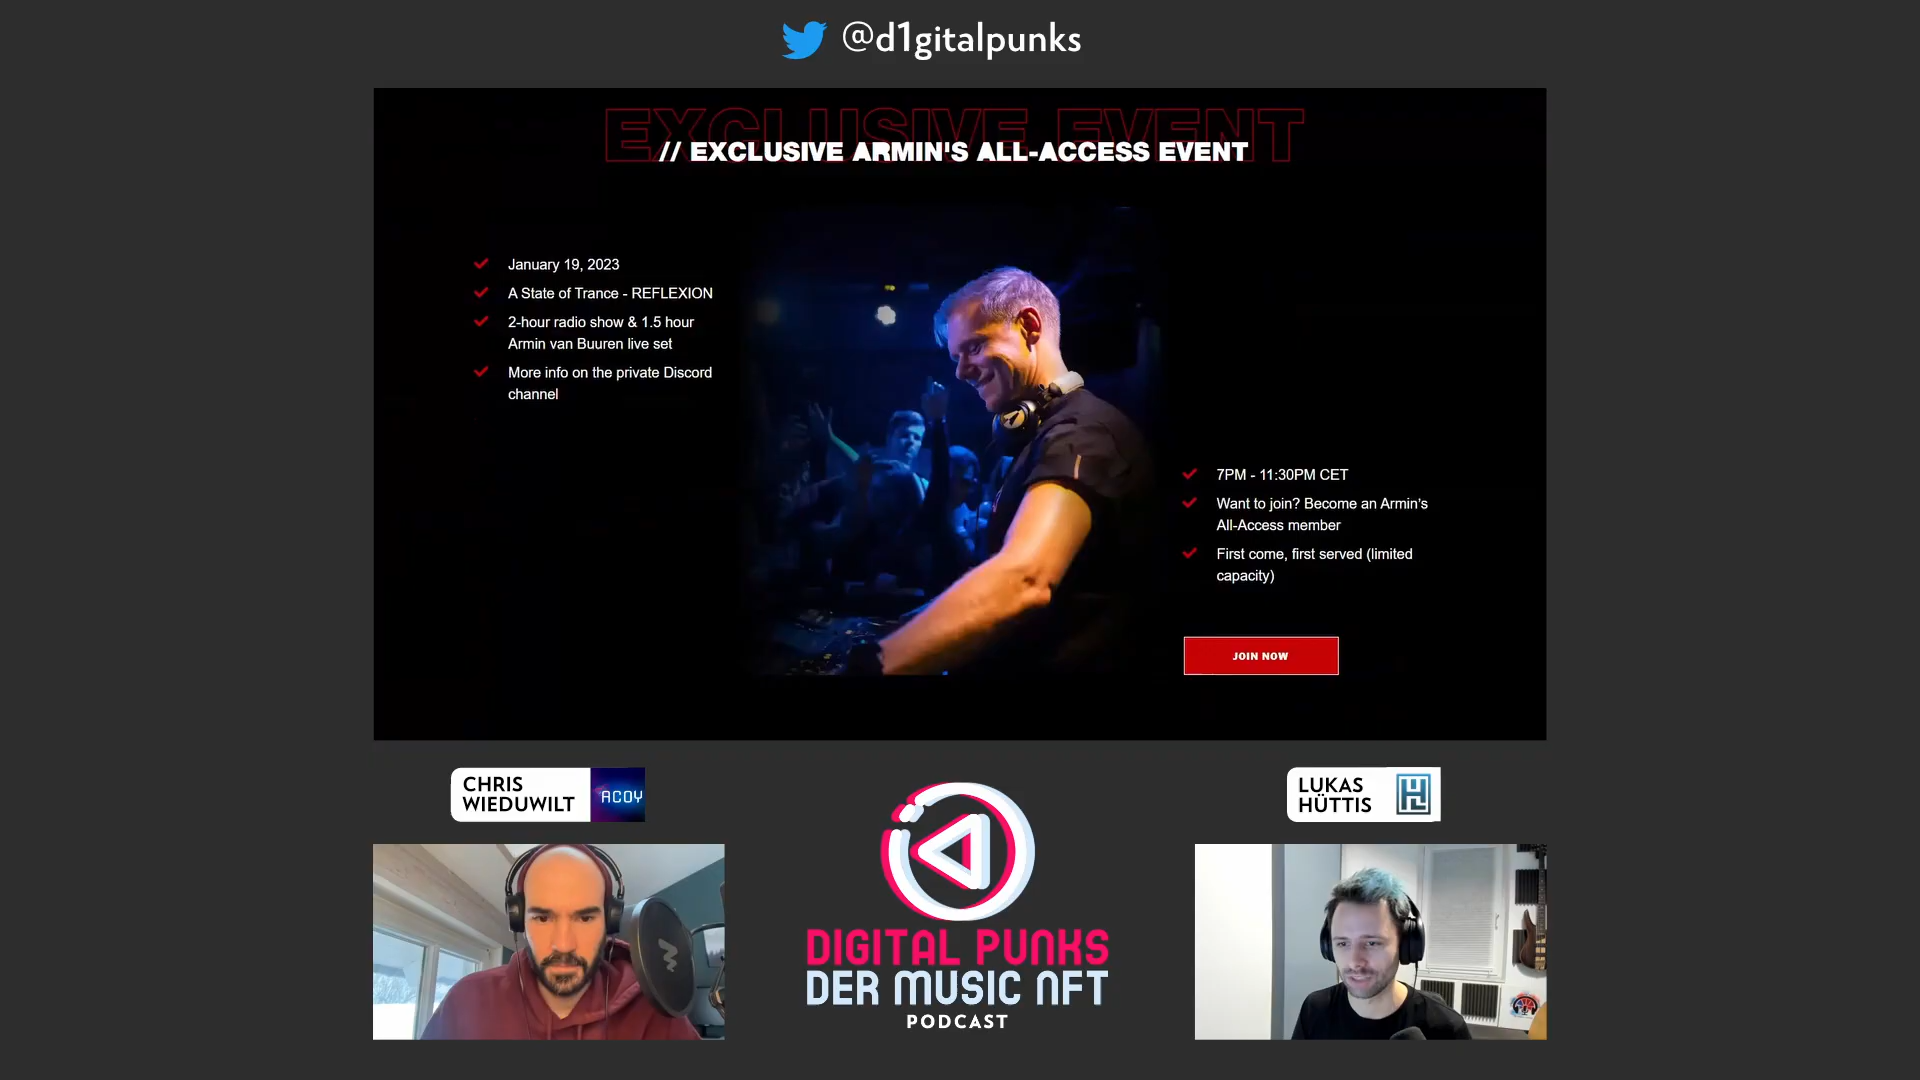 @d1gitalpunks
EXCLUSIVE EVENT
// EXCLUSIVE ARMIN'S ALL-ACCESS EVENT
January 19, 2023
A State of Trance - REFLEXION
2-hour radio show & 1.5 hour
Armin van Buuren live set
More info on the private Discord
channel
7PM - 11:30PM CET
Want to join? Become an Armin's
All-Access member
First come, first served (limited
capacity)
JOIN NOW
CHRIS
WIEDUWILT
ACOY
LUKAS
HÜTTIS
DIGITAL PUNKS
DER MUSIC NFT
PODCAST